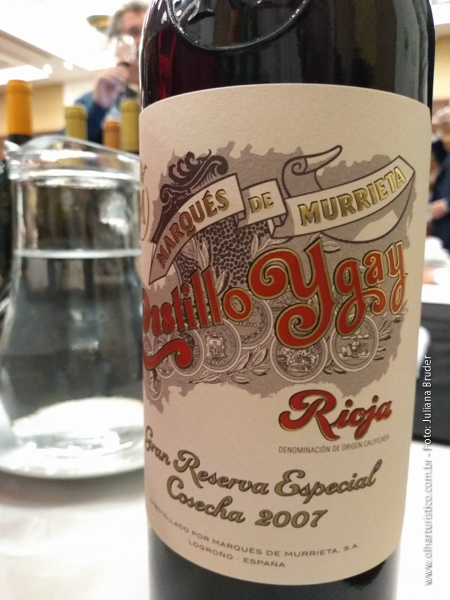 MARQUÉS DE MURRIETA
Castillo Ygay
Rioja
DENOMINACIÓN DE ORIGEN CALIFICADA
Gran Reserva Especial
Cosecha 2007
POR MARQUÉS DE MURRIETA, S.A.
LOGROÑO - ESPAÑA
www.olharturistico.com.br - Foto: Juliana Bruder